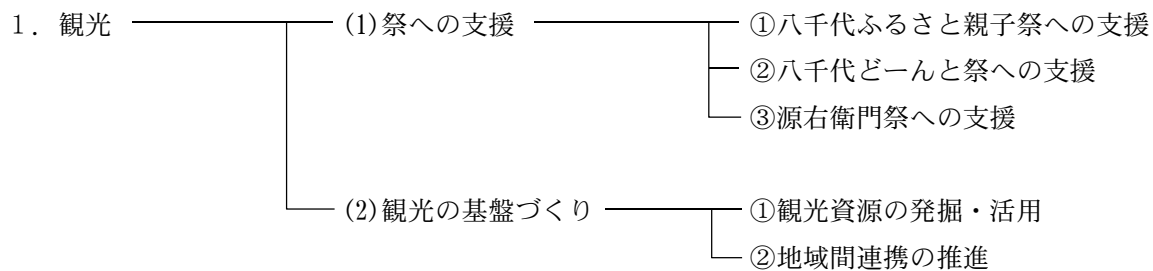 1．観光
(1)祭への支援
①八千代ふるさと親子祭への支援
②八千代どーんと祭への支援
③源右衛門祭への支援
(2)観光の基盤づくり
①観光資源の発掘・活用
②地域間連携の推進